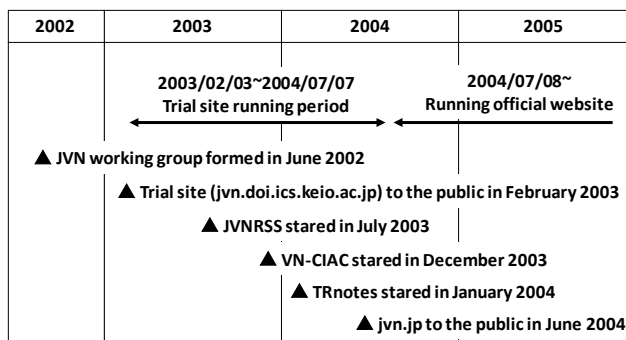 2002 2003 2004 2005
2003/02/03~2004/07/07
Trial site running period
2004/07/08~
Running official website
▲ JVN working group formed in June 2002
▲ Trial site (jvn.doi.ics.keio.ac.jp) to the public in February 2003
▲ JVNRSS stared in July 2003
▲ VN-CIAC stared in December 2003
▲ TRnotes stared in January 2004
▲ jvn.jp to the public in June 2004